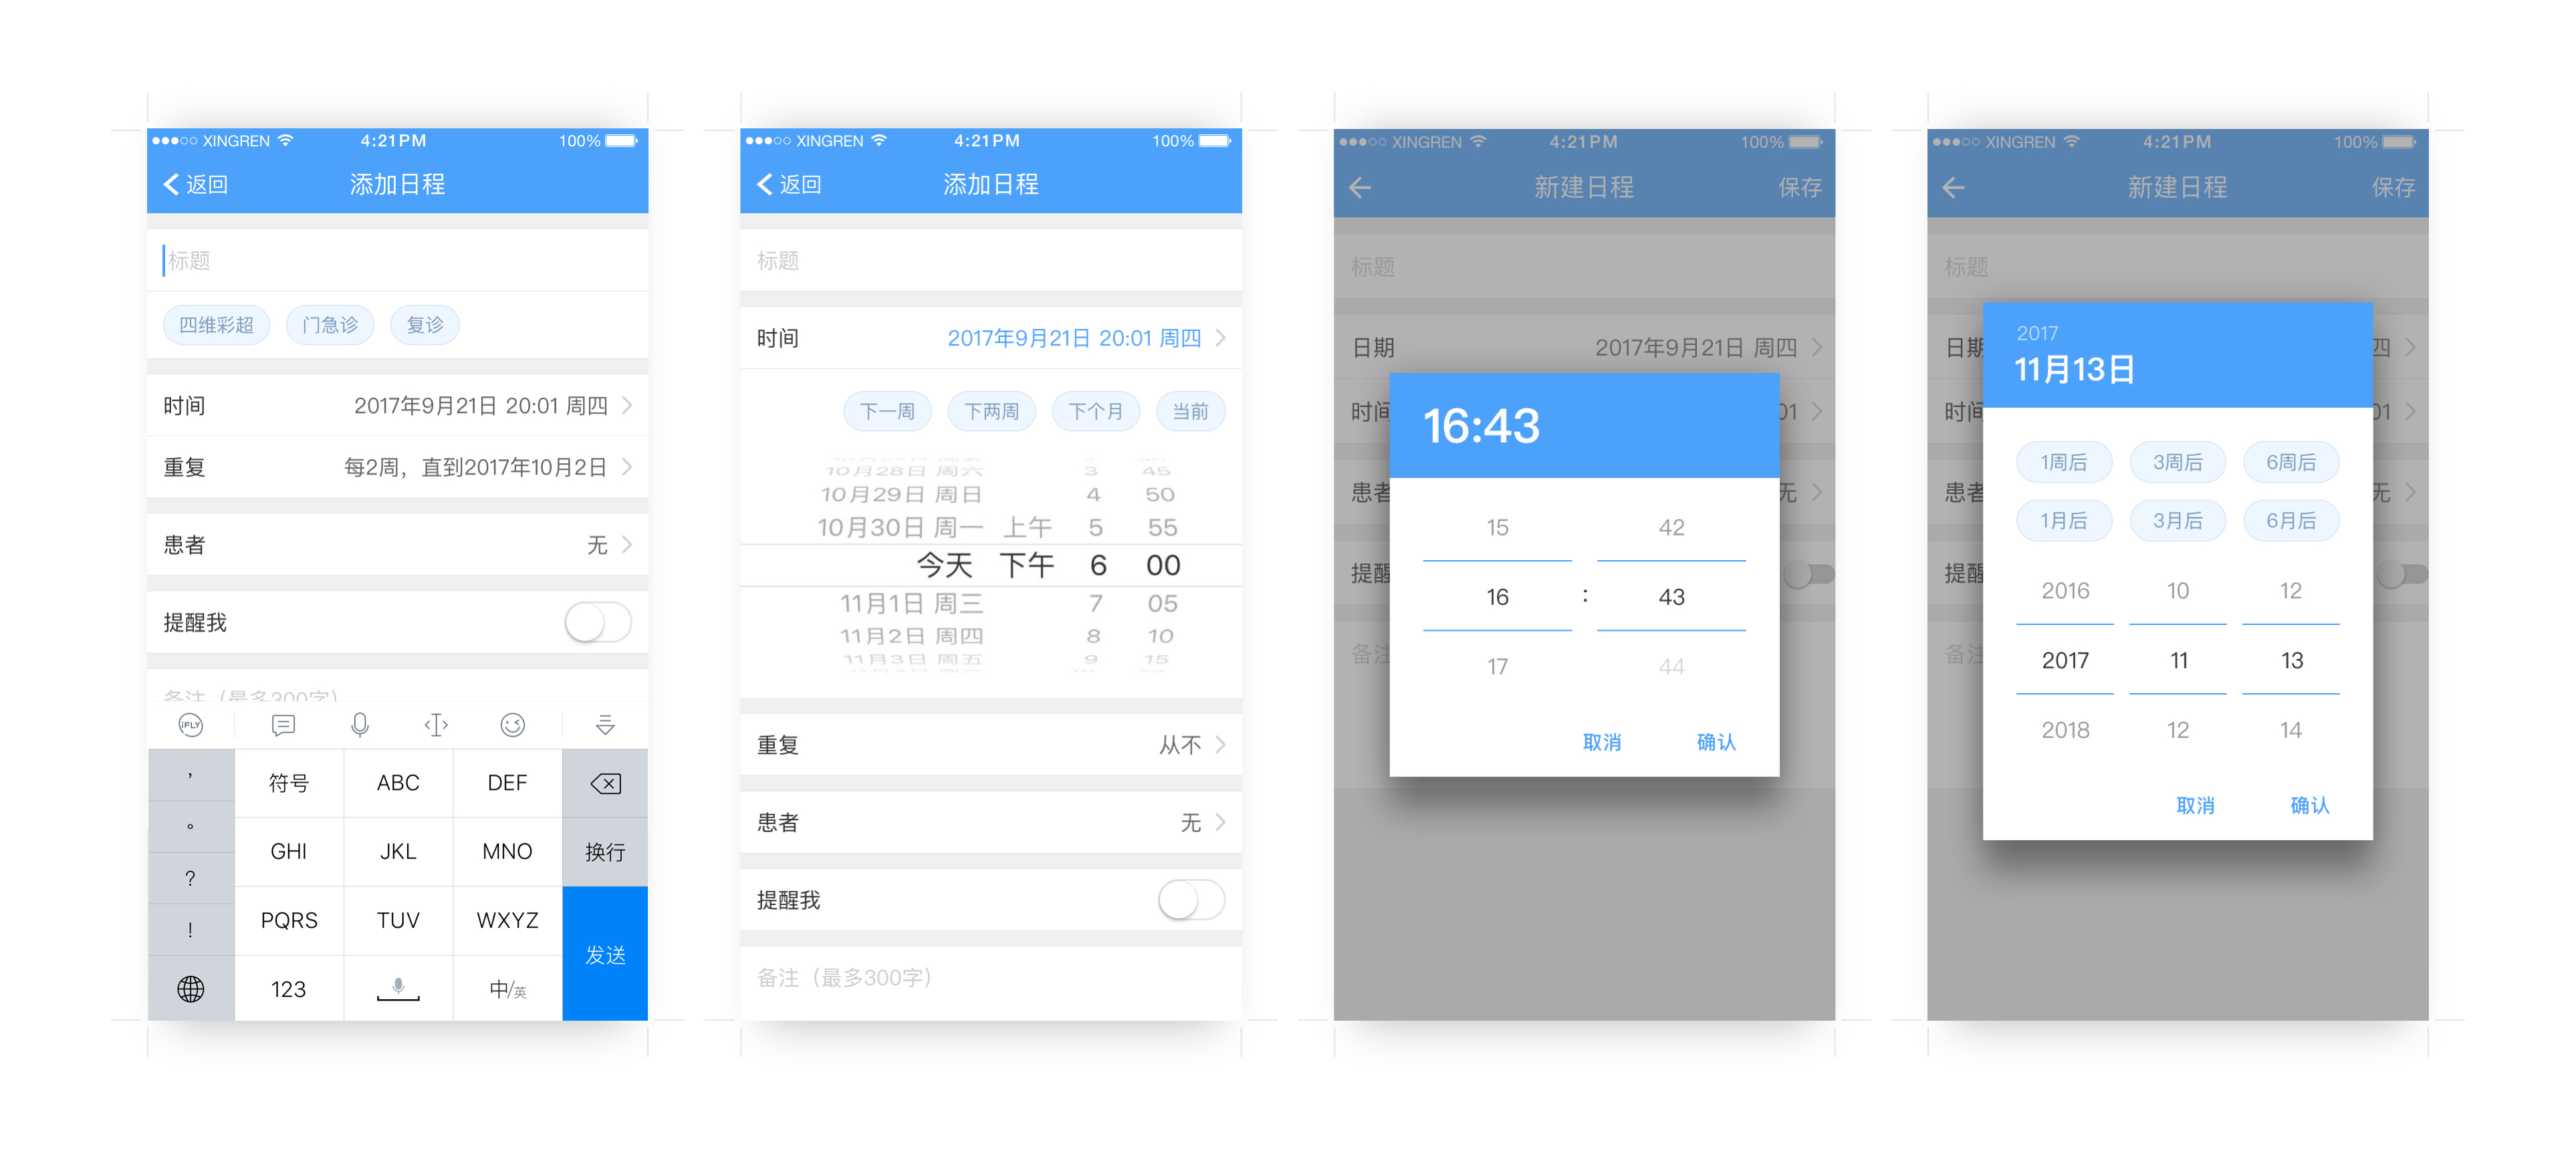 XINGREN 4:21PM 100%
返回 添加日程
标题
四维彩超 门急诊 复诊
时间 2017年9月21日 20:01 周四
重复 每2周，直到2017年10月2日
患者 无
提醒我
备注（最多300字）
iFLY
， 符号 ABC DEF
。 GHI JKL MNO 换行
? PQRS TUV WXYZ
! 发送
123 中/英
XINGREN 4:21PM 100%
返回 添加日程
标题
时间 2017年9月21日 20:01 周四
下一周 下两周 下个月 当前
10月28日 周六 3 45
10月29日 周日 4 50
10月30日 周一 上午 5 55
今天 下午 6 00
11月1日 周三 7 05
11月2日 周四 8 10
11月3日 周五 9 15
重复 从不
患者 无
提醒我
备注（最多300字）
XINGREN 4:21PM 100%
新建日程 保存
标题
日期 2017年9月21日 周四
时间 01
16:43
患者 无
15 42
16 : 43
提醒
17 44
备注
取消 确认
XINGREN 4:21PM 100%
新建日程 保存
标题
2017
11月13日
日期 四
时间 01
1周后 3周后 6周后
患者 无
1月后 3月后 6月后
提醒
2016 10 12
2017 11 13
备注
2018 12 14
取消 确认